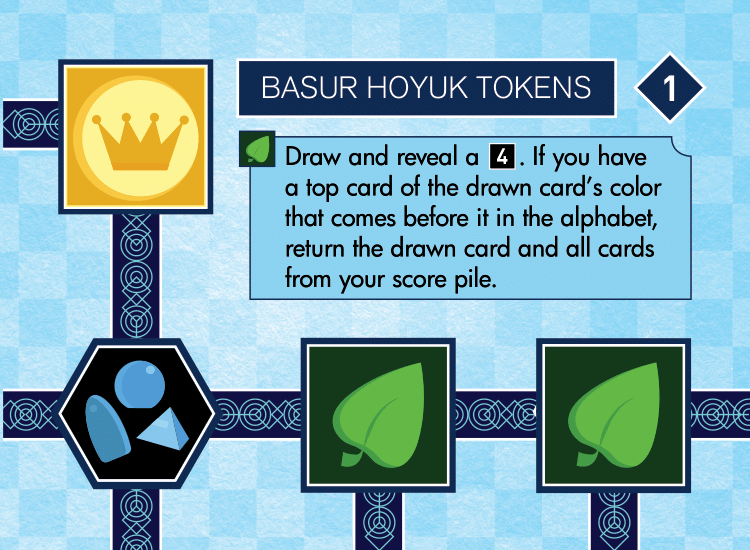 BASUR HOYUK TOKENS
1
Draw and reveal a 4. If you have
a top card of the drawn card’s color
that comes before it in the alphabet,
return the drawn card and all cards
from your score pile.